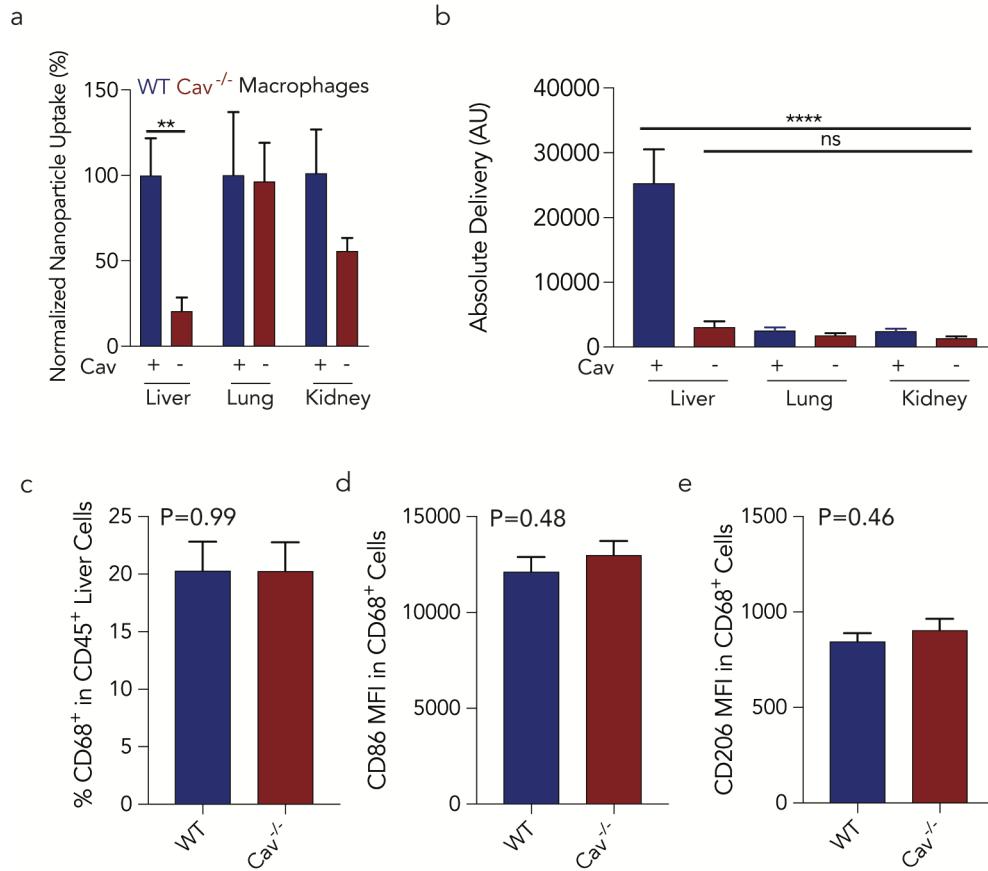 a
Normalized Nanoparticle Uptake (%)
WT Cav-/- Macrophages
150
100
50
0
**
Cav + - + - + -
Liver Lung Kidney
b
Absolute Delivery (AU)
40000
30000
20000
10000
0
****
ns
Cav + - + - + -
Liver Lung Kidney
c
% CD68+ in CD45+ Liver Cells
P=0.99
25
20
15
10
5
0
WT Cav-/-
d
CD86 MFI in CD68+ Cells
P=0.48
15000
10000
5000
0
WT Cav-/-
e
CD206 MFI in CD68+ Cells
P=0.46
1500
1000
500
0
WT Cav-/-